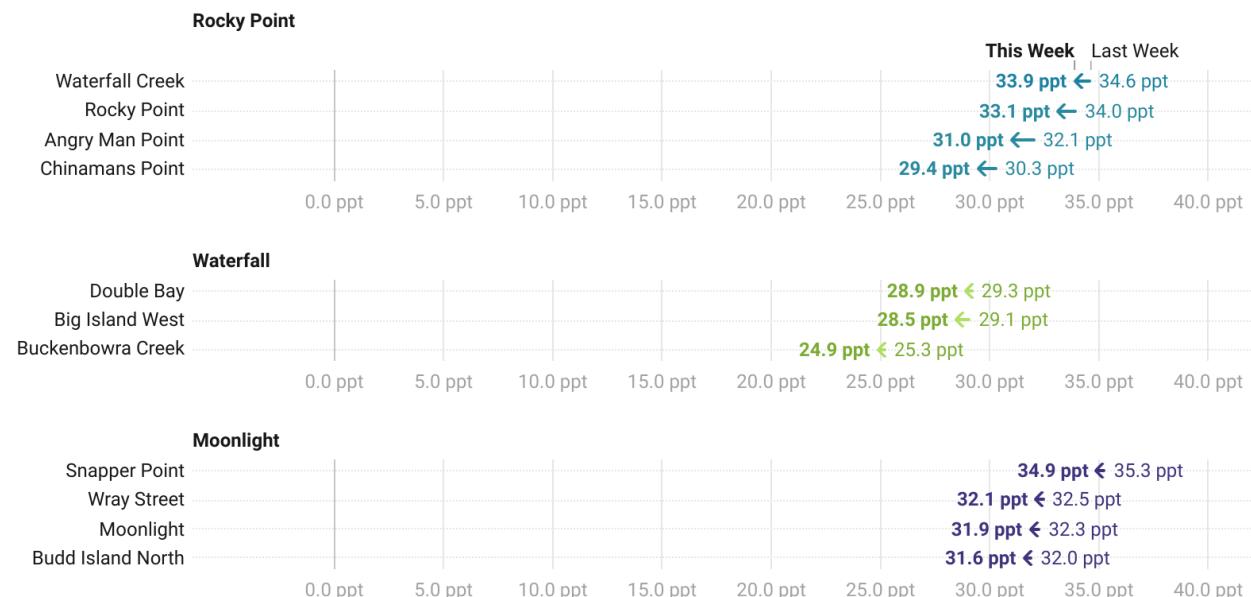 Rocky Point
This Week Last Week
Waterfall Creek 33.9 ppt 34.6 ppt
Rocky Point 33.1 ppt 34.0 ppt
Angry Man Point 31.0 ppt 32.1 ppt
Chinamans Point 29.4 ppt 30.3 ppt
0.0 ppt 5.0 ppt 10.0 ppt 15.0 ppt 20.0 ppt 25.0 ppt 30.0 ppt 35.0 ppt 40.0 ppt
Waterfall
Double Bay 28.9 ppt 29.3 ppt
Big Island West 28.5 ppt 29.1 ppt
Buckenbowra Creek 24.9 ppt 25.3 ppt
0.0 ppt 5.0 ppt 10.0 ppt 15.0 ppt 20.0 ppt 25.0 ppt 30.0 ppt 35.0 ppt 40.0 ppt
Moonlight
Snapper Point 34.9 ppt 35.3 ppt
Wray Street 32.1 ppt 32.5 ppt
Moonlight 31.9 ppt 32.3 ppt
Budd Island North 31.6 ppt 32.0 ppt
0.0 ppt 5.0 ppt 10.0 ppt 15.0 ppt 20.0 ppt 25.0 ppt 30.0 ppt 35.0 ppt 40.0 ppt